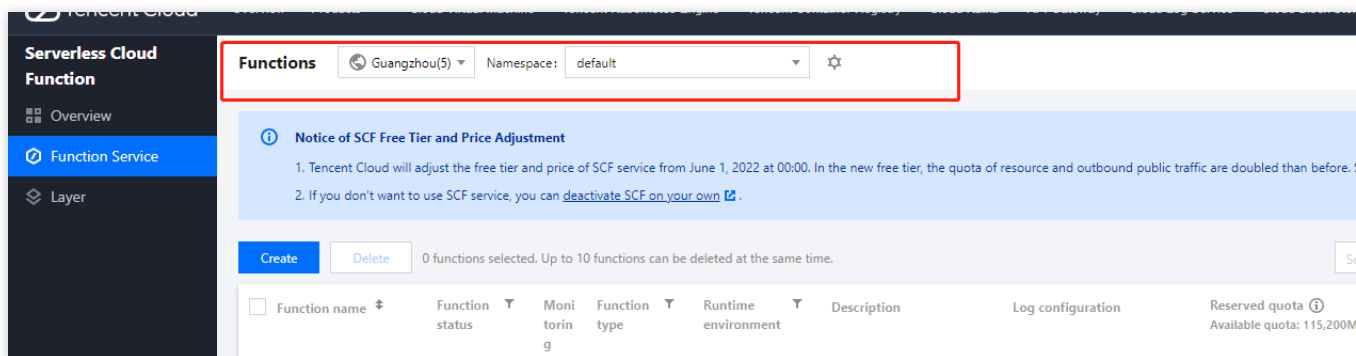 Tencent Cloud
Serverless Cloud
Function
Overview
Function Service
Layer
Functions Guangzhou(5) Namespace: default
Notice of SCF Free Tier and Price Adjustment
1. Tencent Cloud will adjust the free tier and price of SCF service from June 1, 2022 at 00:00. In the new free tier, the quota of resource and outbound public traffic are doubled than before.
2. If you don't want to use SCF service, you can deactivate SCF on your own .
Create Delete 0 functions selected. Up to 10 functions can be deleted at the same time.
Function name Function Moni Function Runtime Description Log configuration Reserved quota
status torin type environment Available quota: 115,200M
g